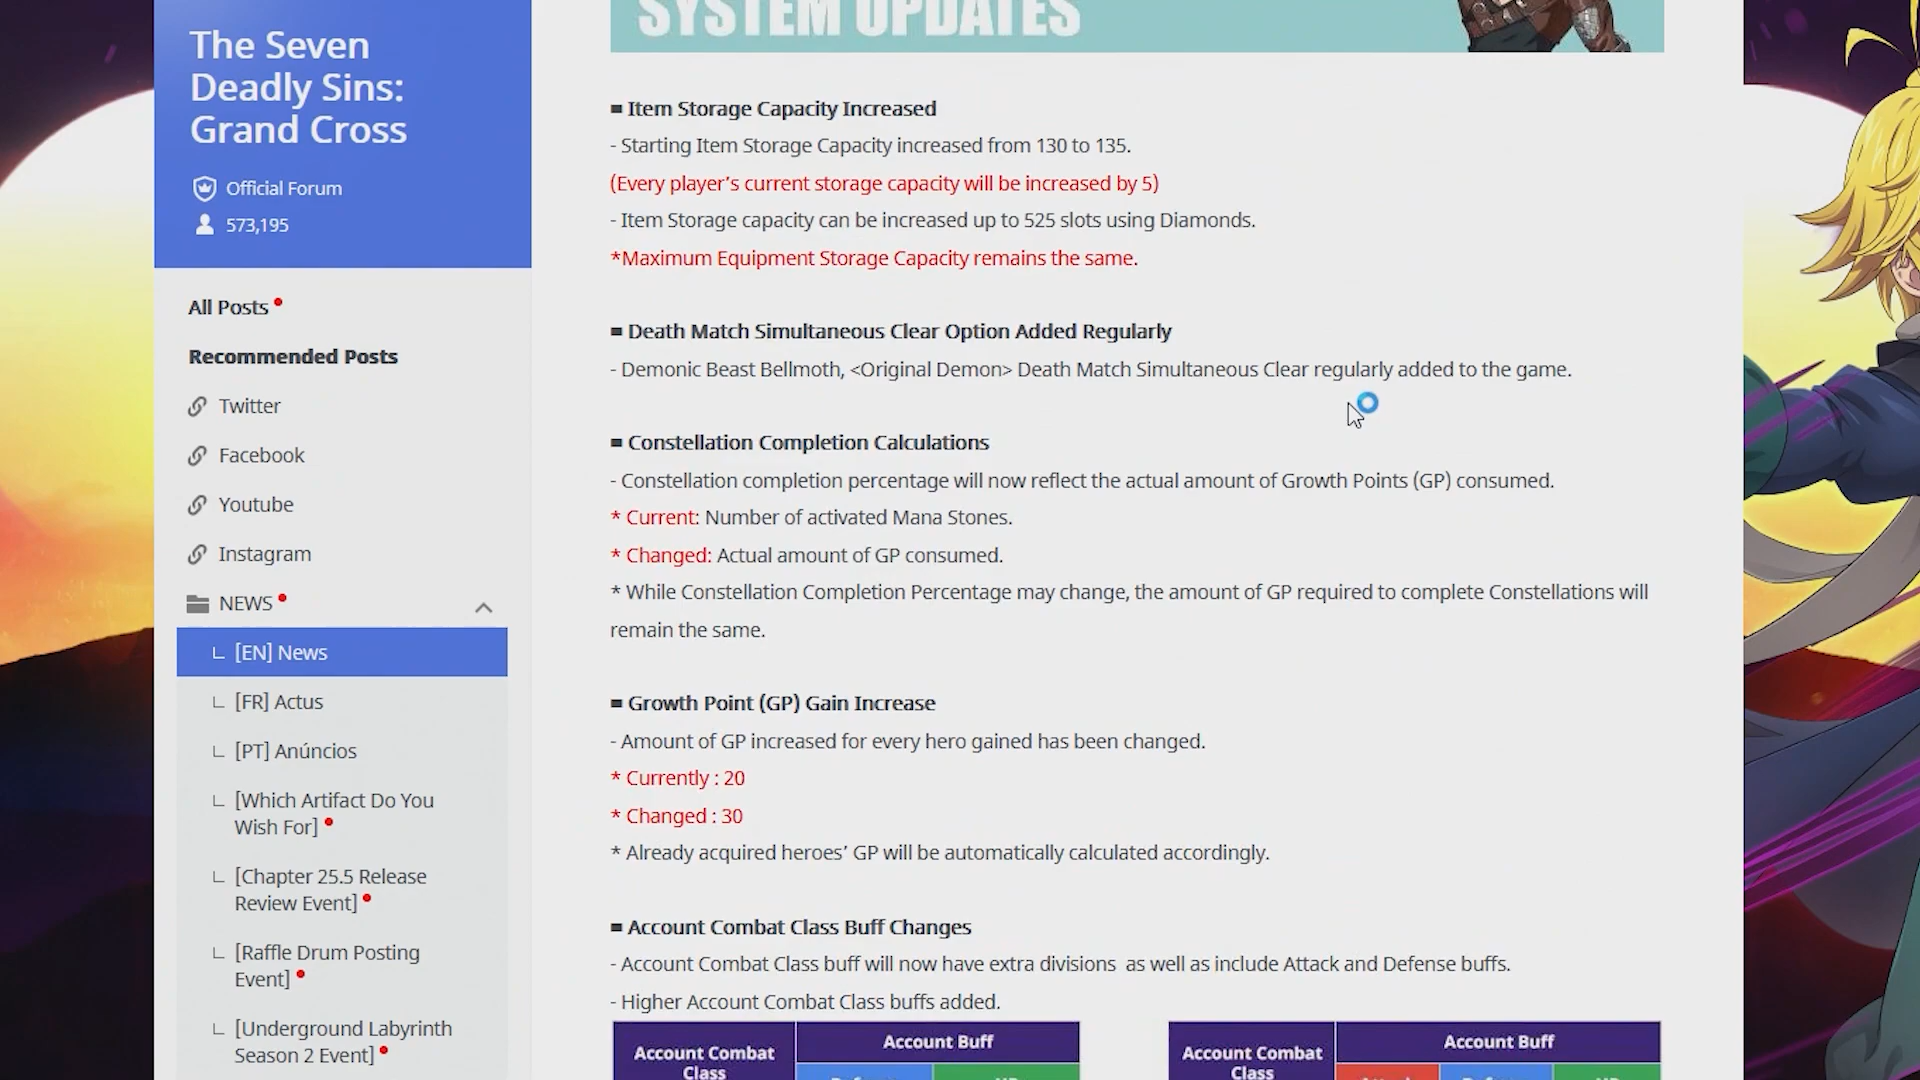 The Seven
Deadly Sins:
Grand Cross
Official Forum
573,195
All Posts
Recommended Posts
Twitter
Facebook
Youtube
Instagram
NEWS
[EN] News
[FR] Actus
[PT] Anúncios
[Which Artifact Do You
Wish For]
[Chapter 25.5 Release
Review Event]
[Raffle Drum Posting
Event]
[Underground Labyrinth
Season 2 Event]
SYSTEM UPDATES
〓 Item Storage Capacity Increased
- Starting Item Storage Capacity increased from 130 to 135.
(Every player's current storage capacity will be increased by 5)
- Item Storage capacity can be increased up to 525 slots using Diamonds.
*Maximum Equipment Storage Capacity remains the same.
〓 Death Match Simultaneous Clear Option Added Regularly
- Demonic Beast Bellmoth, <Original Demon> Death Match Simultaneous Clear regularly added to the game.
〓 Constellation Completion Calculations
- Constellation completion percentage will now reflect the actual amount of Growth Points (GP) consumed.
* Current: Number of activated Mana Stones.
* Changed: Actual amount of GP consumed.
* While Constellation Completion Percentage may change, the amount of GP required to complete Constellations will
remain the same.
〓 Growth Point (GP) Gain Increase
- Amount of GP increased for every hero gained has been changed.
* Currently : 20
* Changed : 30
* Already acquired heroes' GP will be automatically calculated accordingly.
〓 Account Combat Class Buff Changes
- Account Combat Class buff will now have extra divisions  as well as include Attack and Defense buffs.
- Higher Account Combat Class buffs added.
Account Combat
Class
Account Buff
Account Combat
Class
Account Buff